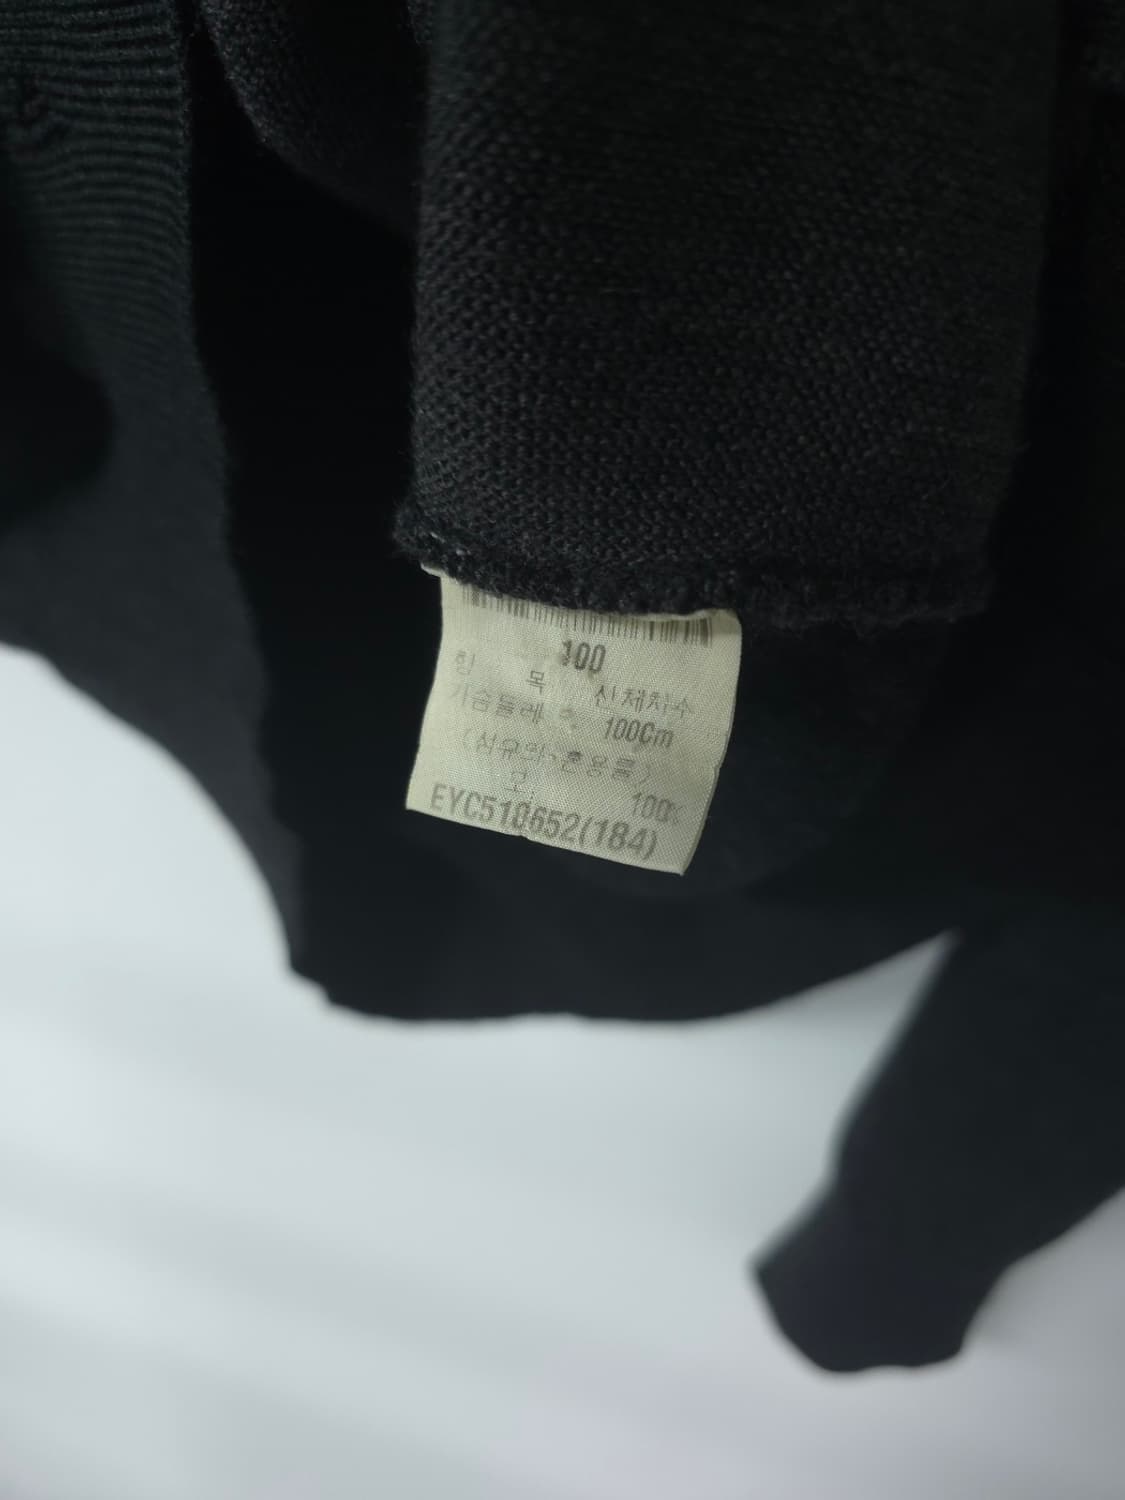 100
항 목 신체치수
가슴둘레 100Cm
(섬유의 혼용률)
모 100%
EYC510652(184)